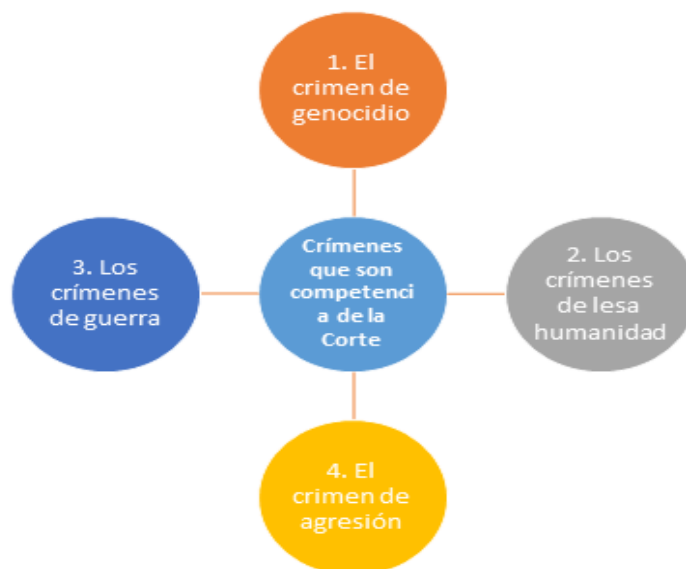 1. El
crimen de
genocidio
Crímenes
que son
competenci
a de la
Corte
2. Los
crímenes
de lesa
humanidad
3. Los
crímenes
de guerra
4. El
crimen de
agresión